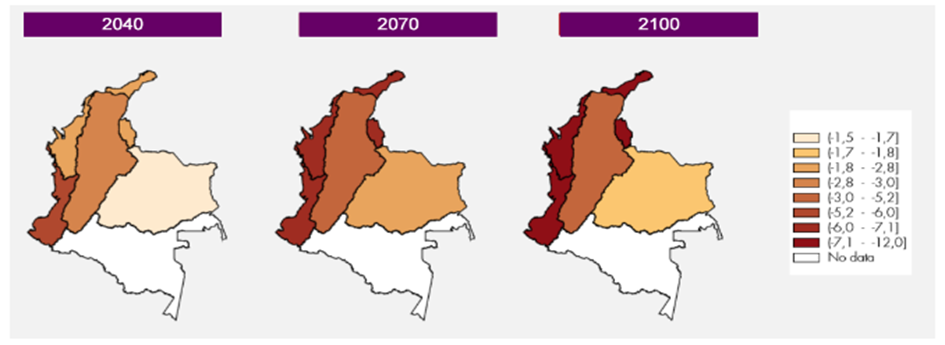 2040
2070
2100
(-1,5 - -1,7]
(-1,7 - -1,8]
(-1,8 - -2,8]
(-2,8 - -3,0]
(-3,0 - -5,2]
(-5,2 - -6,0]
(-6,0 - -7,1]
(-7,1 - -12,0]
No data